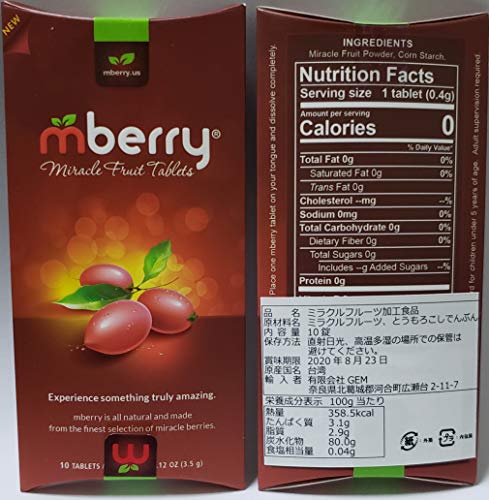 NEW
mberry.us
mberry®
Miracle Fruit Tablets
Experience something truly amazing.
mberry is all natural and made
from the finest selection of miracle berries.
10 TABLETS / .12 OZ (3.5 g)
m
INGREDIENTS
Miracle Fruit Powder, Corn Starch.
Nutrition Facts
Serving size 1 tablet (0.4g)
Amount per serving
Calories 0
% Daily Value*
Total Fat 0g 0%
Saturated Fat 0g 0%
Trans Fat 0g
Cholesterol --mg --%
Sodium 0mg 0%
Total Carbohydrate 0g 0%
Dietary Fiber 0g 0%
Total Sugars 0g
Includes --g Added Sugars --%
Protein 0g
Place one mberry tablet on your tongue and dissolve completely.
for children under 5 years of age. Adult supervision required.
品 名 ミラクルフルーツ加工食品
原材料名 ミラクルフルーツ、とうもろこしでんぷん
内容量 10 錠
保存方法 直射日光、高温多湿の場所での保管は
避けてください。
賞味期限 2020 年 8 月 23 日
原産国名 台湾
輸 入 者 有限会社 GEM
奈良県北葛城郡河合町広瀬台 2-11-7
栄養成分表示 100g 当たり
熱量 358.5kcal
たんぱく質 3.1g
脂質 2.9g
炭水化物 80.0g
食塩相当量 0.04g
紙 :外箱
プラ :内包装